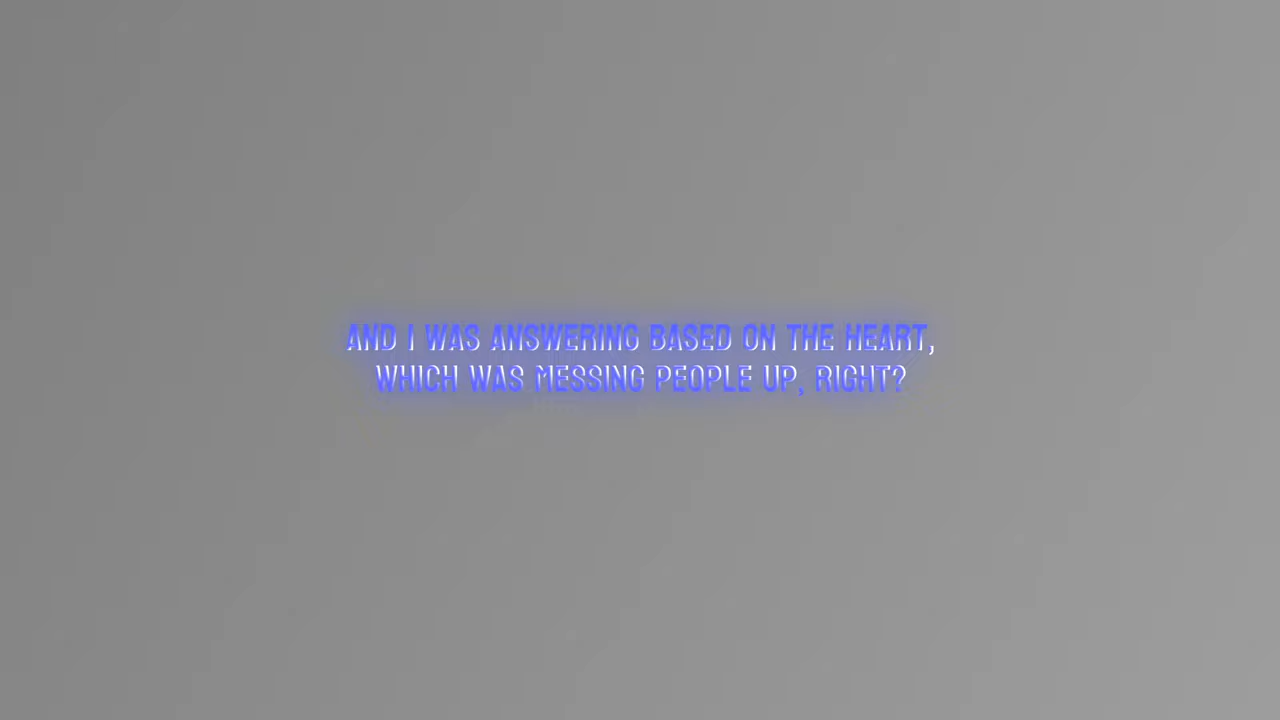 AND I WAS ANSWERING BASED ON THE HEART,
WHICH WAS MESSING PEOPLE UP, RIGHT?